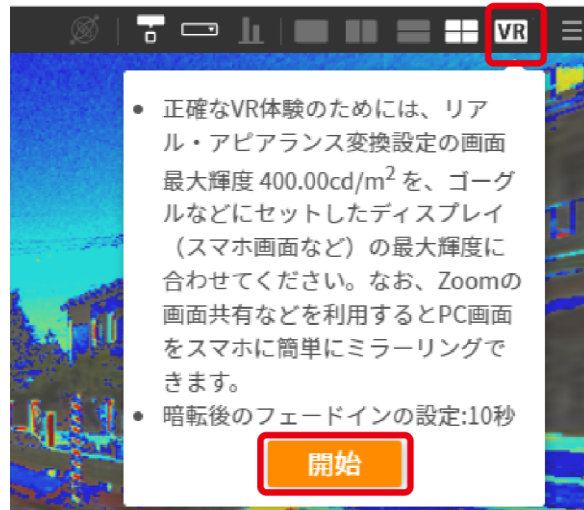 VR
正確なVR体験のためには、リア
ル・アピアランス変換設定の画面
最大輝度 400.00cd/m² を、ゴーグ
ルなどにセットしたディスプレイ
（スマホ画面など）の最大輝度に
合わせてください。なお、Zoomの
画面共有などを利用するとPC画面
をスマホに簡単にミラーリングで
きます。
暗転後のフェードインの設定:10秒
開始